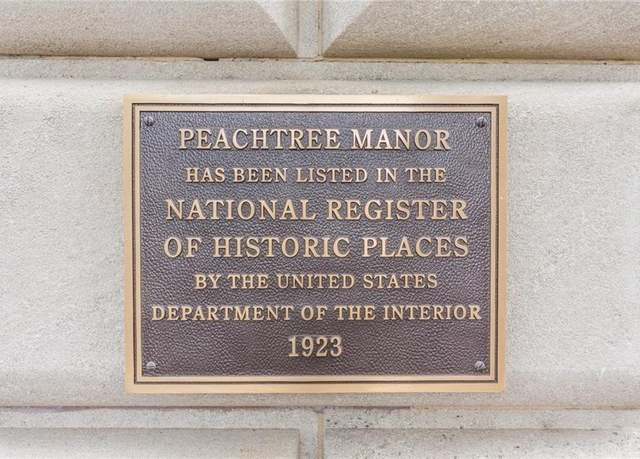 PEACHTREE MANOR
HAS BEEN LISTED IN THE
NATIONAL REGISTER
OF HISTORIC PLACES
BY THE UNITED STATES
DEPARTMENT OF THE INTERIOR
1923